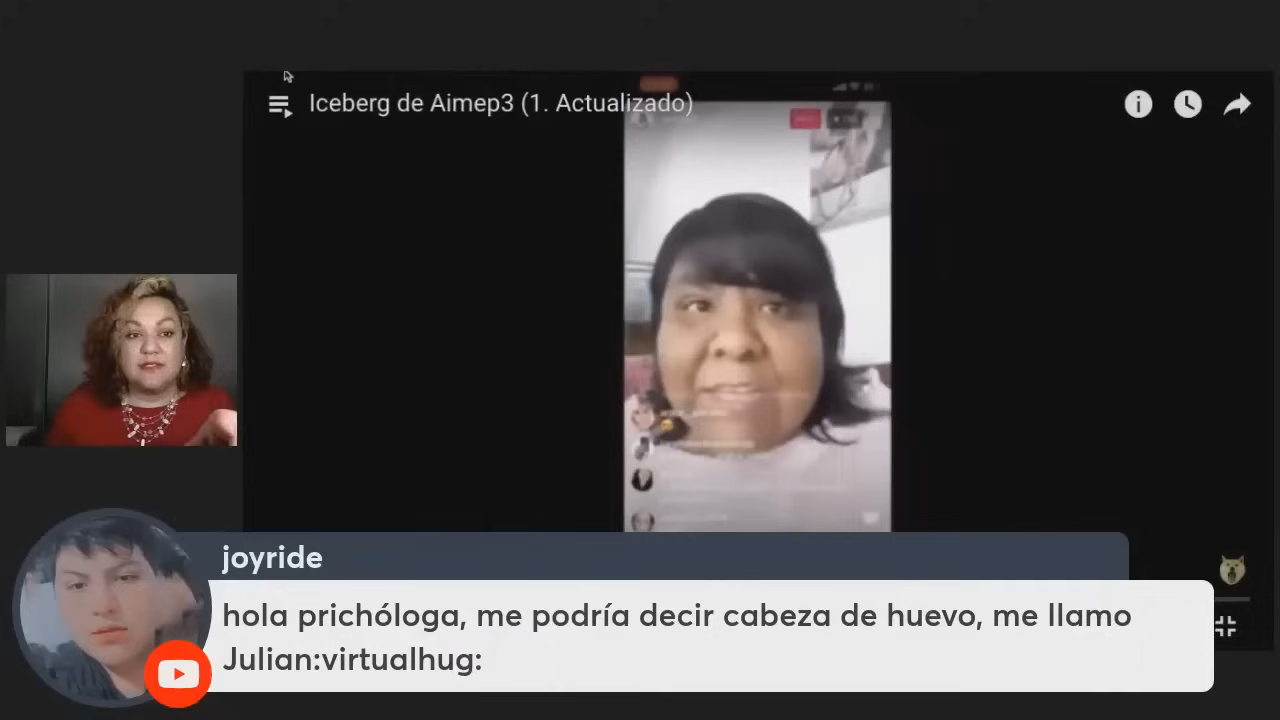 Iceberg de Aimep3 (1. Actualizado)
joyride
hola prichóloga, me podría decir cabeza de huevo, me llamo
Julian:virtualhug: